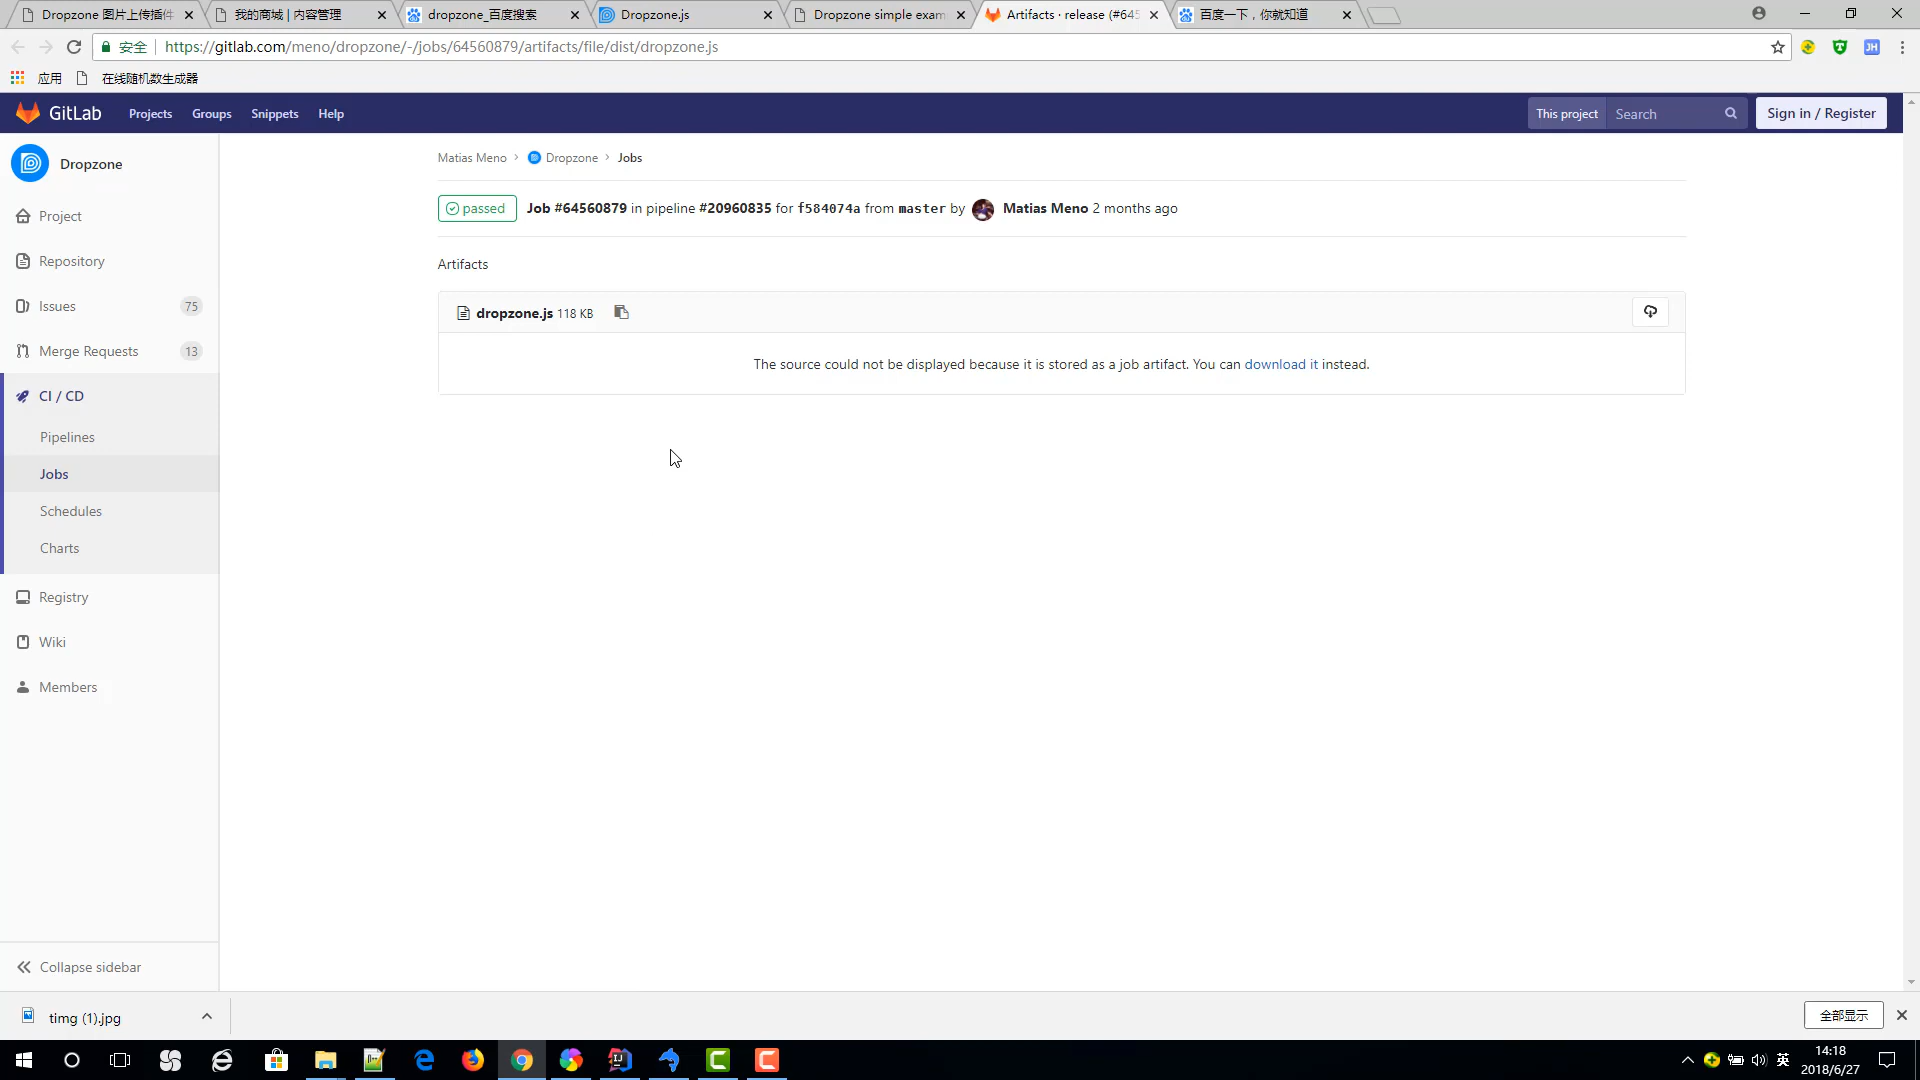 Dropzone 图片上传插件
我的商城 | 内容管理
dropzone_百度搜索
Dropzone.js
Dropzone simple exam
Artifacts · release (#645
百度一下，你就知道
安全
https://gitlab.com/meno/dropzone/-/jobs/64560879/artifacts/file/dist/dropzone.js
JH
应用
在线随机数生成器
GitLab
Projects
Groups
Snippets
Help
This project
Search
Sign in / Register
Dropzone
Project
Repository
Issues 75
Merge Requests 13
CI / CD
Pipelines
Jobs
Schedules
Charts
Registry
Wiki
Members
Collapse sidebar
Matias Meno › Dropzone › Jobs
passed Job #64560879 in pipeline #20960835 for f584074a from master by Matias Meno 2 months ago
Artifacts
dropzone.js 118 KB
The source could not be displayed because it is stored as a job artifact. You can download it instead.
timg (1).jpg
全部显示
英
14:18
2018/6/27